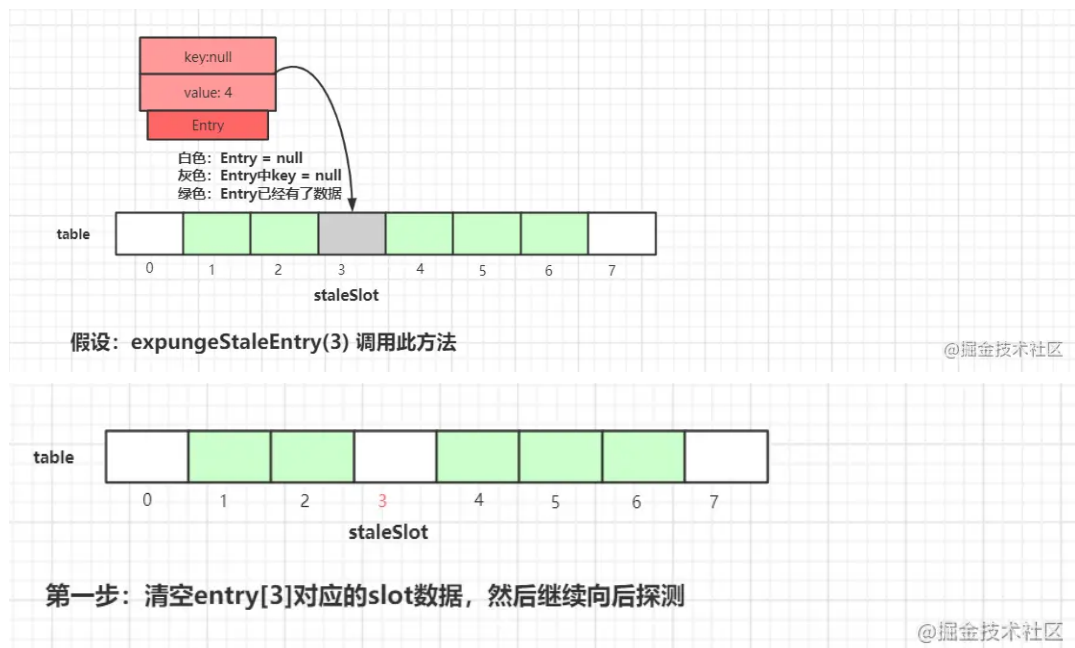 key:null
value: 4
Entry
白色：Entry = null
灰色：Entry中key = null
绿色：Entry已经有了数据
table
0 1 2 3 4 5 6 7
staleSlot
假设：expungeStaleEntry(3) 调用此方法
@掘金技术社区
table
0 1 2 3 4 5 6 7
staleSlot
第一步：清空entry[3]对应的slot数据，然后继续向后探测
@掘金技术社区